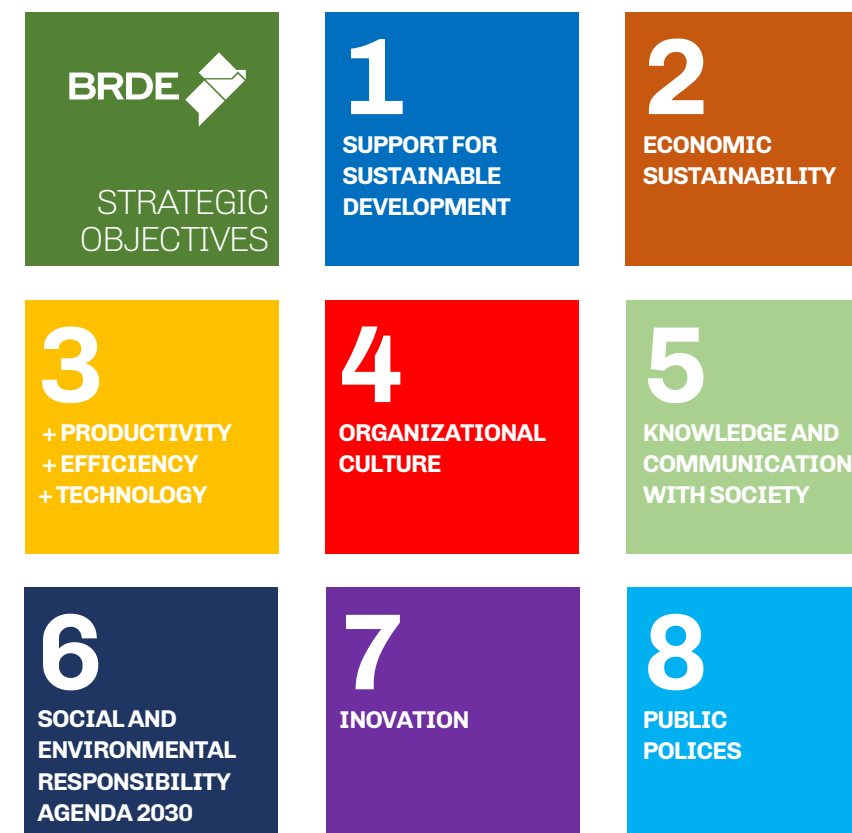 BRDE
STRATEGIC
OBJECTIVES
1
SUPPORT FOR
SUSTAINABLE
DEVELOPMENT
2
ECONOMIC
SUSTAINABILITY
3
+ PRODUCTIVITY
+ EFFICIENCY
+ TECHNOLOGY
4
ORGANIZATIONAL
CULTURE
5
KNOWLEDGE AND
COMMUNICATION
WITH SOCIETY
6
SOCIAL AND
ENVIRONMENTAL
RESPONSIBILITY
AGENDA 2030
7
INOVATION
8
PUBLIC
POLICES